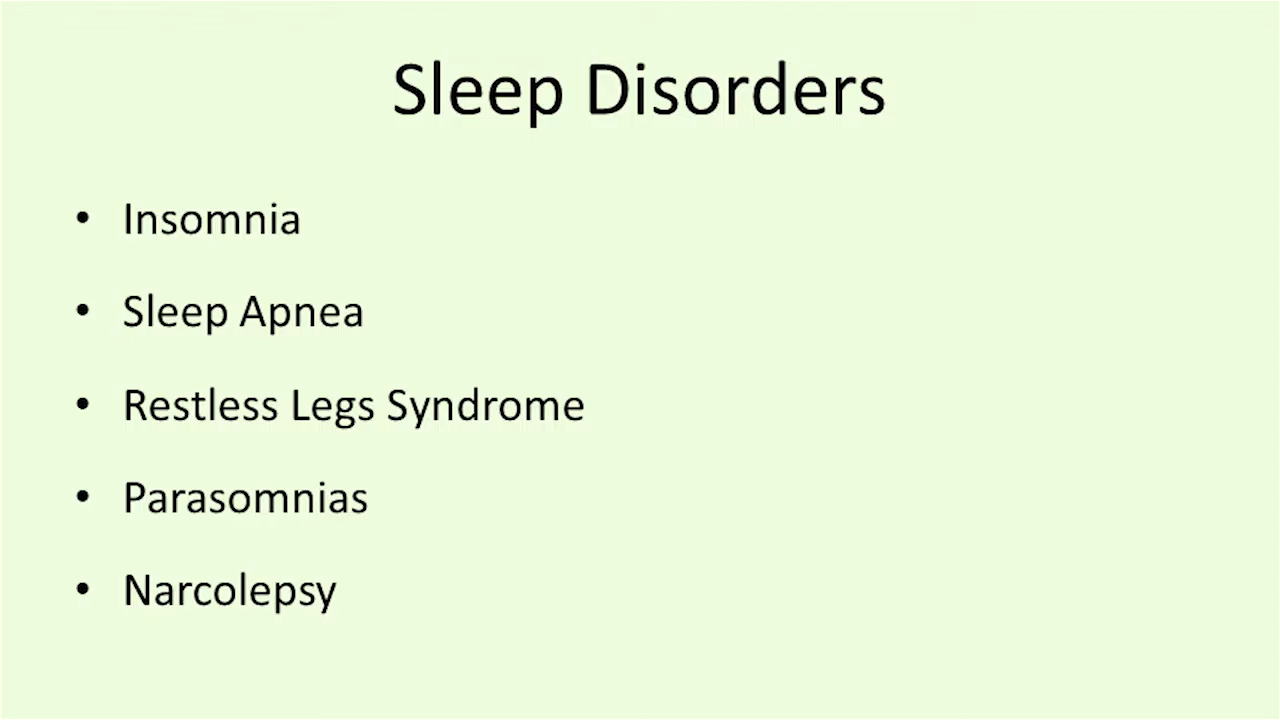 Sleep Disorders
• Insomnia
• Sleep Apnea
• Restless Legs Syndrome
• Parasomnias
• Narcolepsy